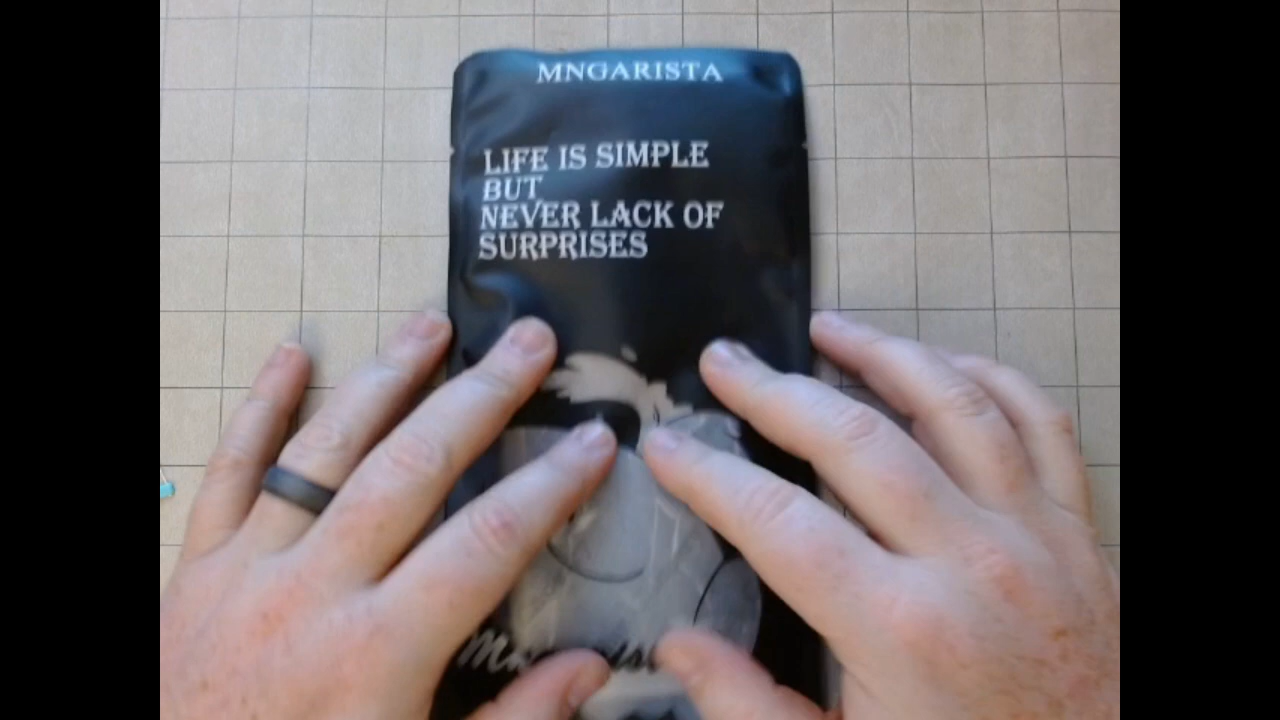 MNGARISTA
LIFE IS SIMPLE
BUT
NEVER LACK OF
SURPRISES